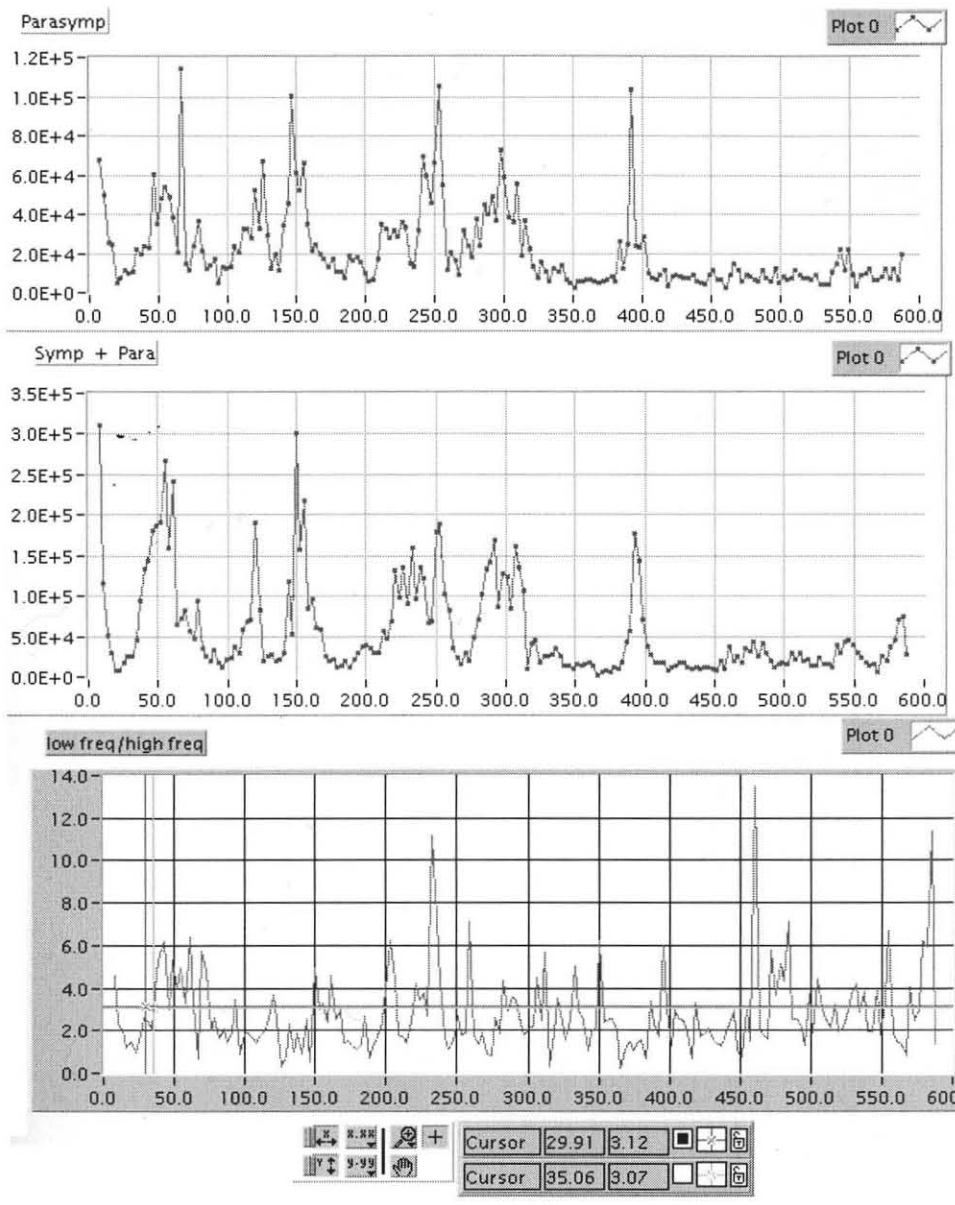 Parasymp
Plot 0
1.2E+5
1.0E+5
8.0E+4
6.0E+4
4.0E+4
2.0E+4
0.0E+0
0.0 50.0 100.0 150.0 200.0 250.0 300.0 350.0 400.0 450.0 500.0 550.0 600.0
Symp + Para
Plot 0
3.5E+5
3.0E+5
2.5E+5
2.0E+5
1.5E+5
1.0E+5
5.0E+4
0.0E+0
0.0 50.0 100.0 150.0 200.0 250.0 300.0 350.0 400.0 450.0 500.0 550.0 600.0
low freq/high freq
Plot 0
14.0
12.0
10.0
8.0
6.0
4.0
2.0
0.0
0.0 50.0 100.0 150.0 200.0 250.0 300.0 350.0 400.0 450.0 500.0 550.0 600
X X.XX
Y Y.YY
Cursor 29.91 3.12
Cursor 35.06 3.07